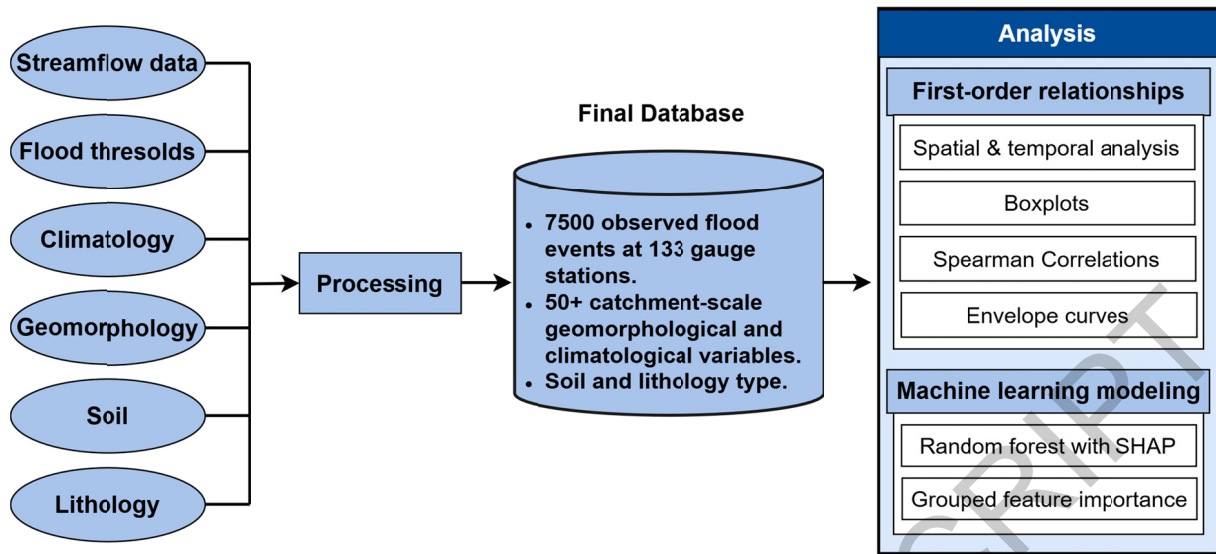 Streamflow data
Flood thresolds
Climatology
Geomorphology
Soil
Lithology
Processing
Final Database
• 7500 observed flood
events at 133 gauge
stations.
• 50+ catchment-scale
geomorphological and
climatological variables.
• Soil and lithology type.
Analysis
First-order relationships
Spatial & temporal analysis
Boxplots
Spearman Correlations
Envelope curves
Machine learning modeling
Random forest with SHAP
Grouped feature importance
CRIPT